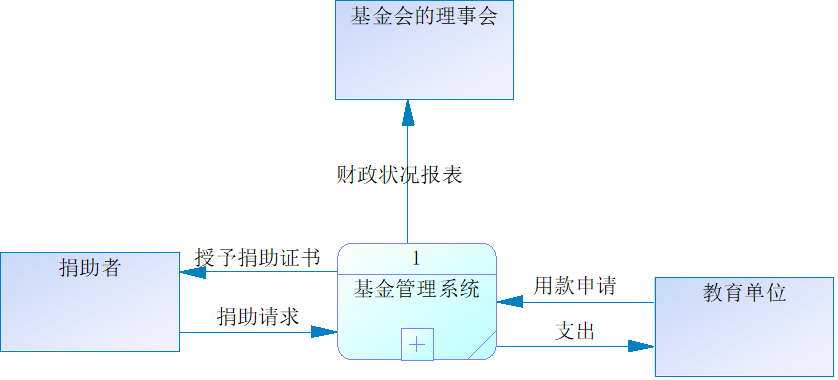 基金会的理事会
财政状况报表
捐助者
授予捐助证书
捐助请求
1
基金管理系统
用款申请
支出
教育单位